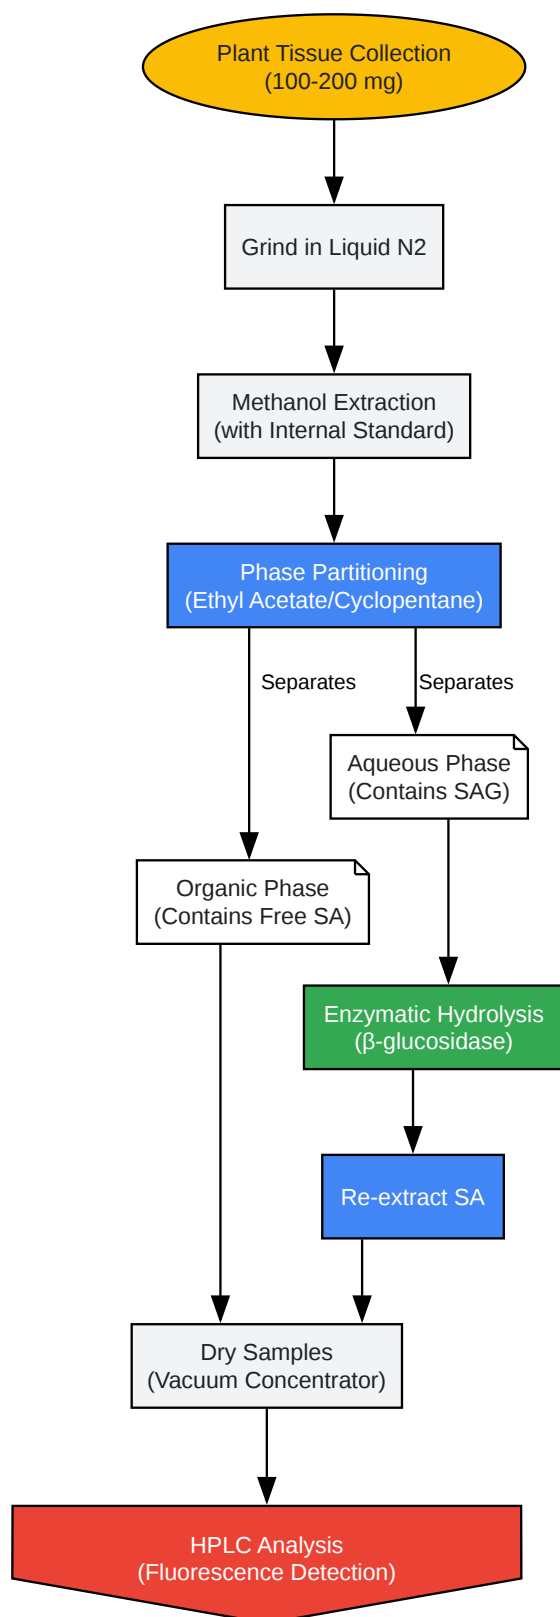 Plant Tissue Collection
(100-200 mg)
Grind in Liquid N2
Methanol Extraction
(with Internal Standard)
Phase Partitioning
(Ethyl Acetate/Cyclopentane)
Separates
Separates
Aqueous Phase
(Contains SAG)
Organic Phase
(Contains Free SA)
Enzymatic Hydrolysis
(β-glucosidase)
Re-extract SA
Dry Samples
(Vacuum Concentrator)
HPLC Analysis
(Fluorescence Detection)